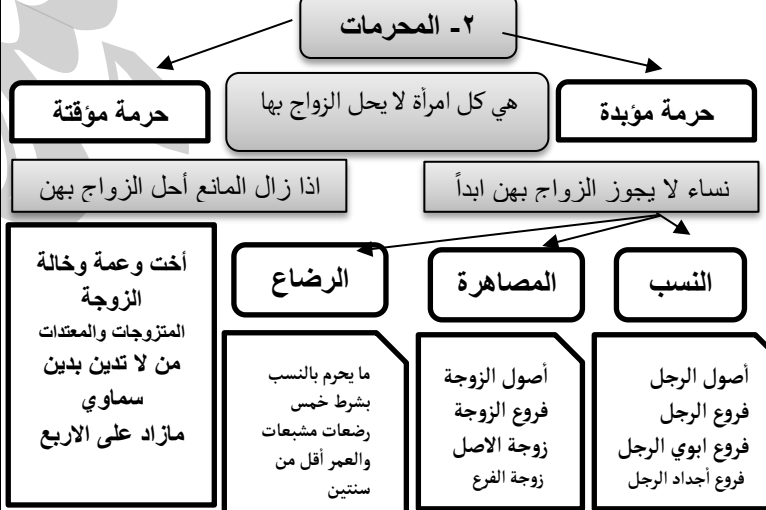 ٢- المحرمات
هي كل امرأة لا يحل الزواج بها
حرمة مؤبدة
حرمة مؤقتة
نساء لا يجوز الزواج بهن ابداً
اذا زال المانع أحل الزواج بهن
النسب
المصاهرة
الرضاع
أصول الرجل
فروع الرجل
فروع ابوي الرجل
فروع أجداد الرجل
أصول الزوجة
فروع الزوجة
زوجة الاصل
زوجة الفرع
ما يحرم بالنسب
بشرط خمس
رضعات مشبعات
والعمر أقل من
سنتين
أخت وعمة وخالة
الزوجة
المتزوجات والمعتدات
من لا تدين بدين
سماوي
مازاد على الاربع